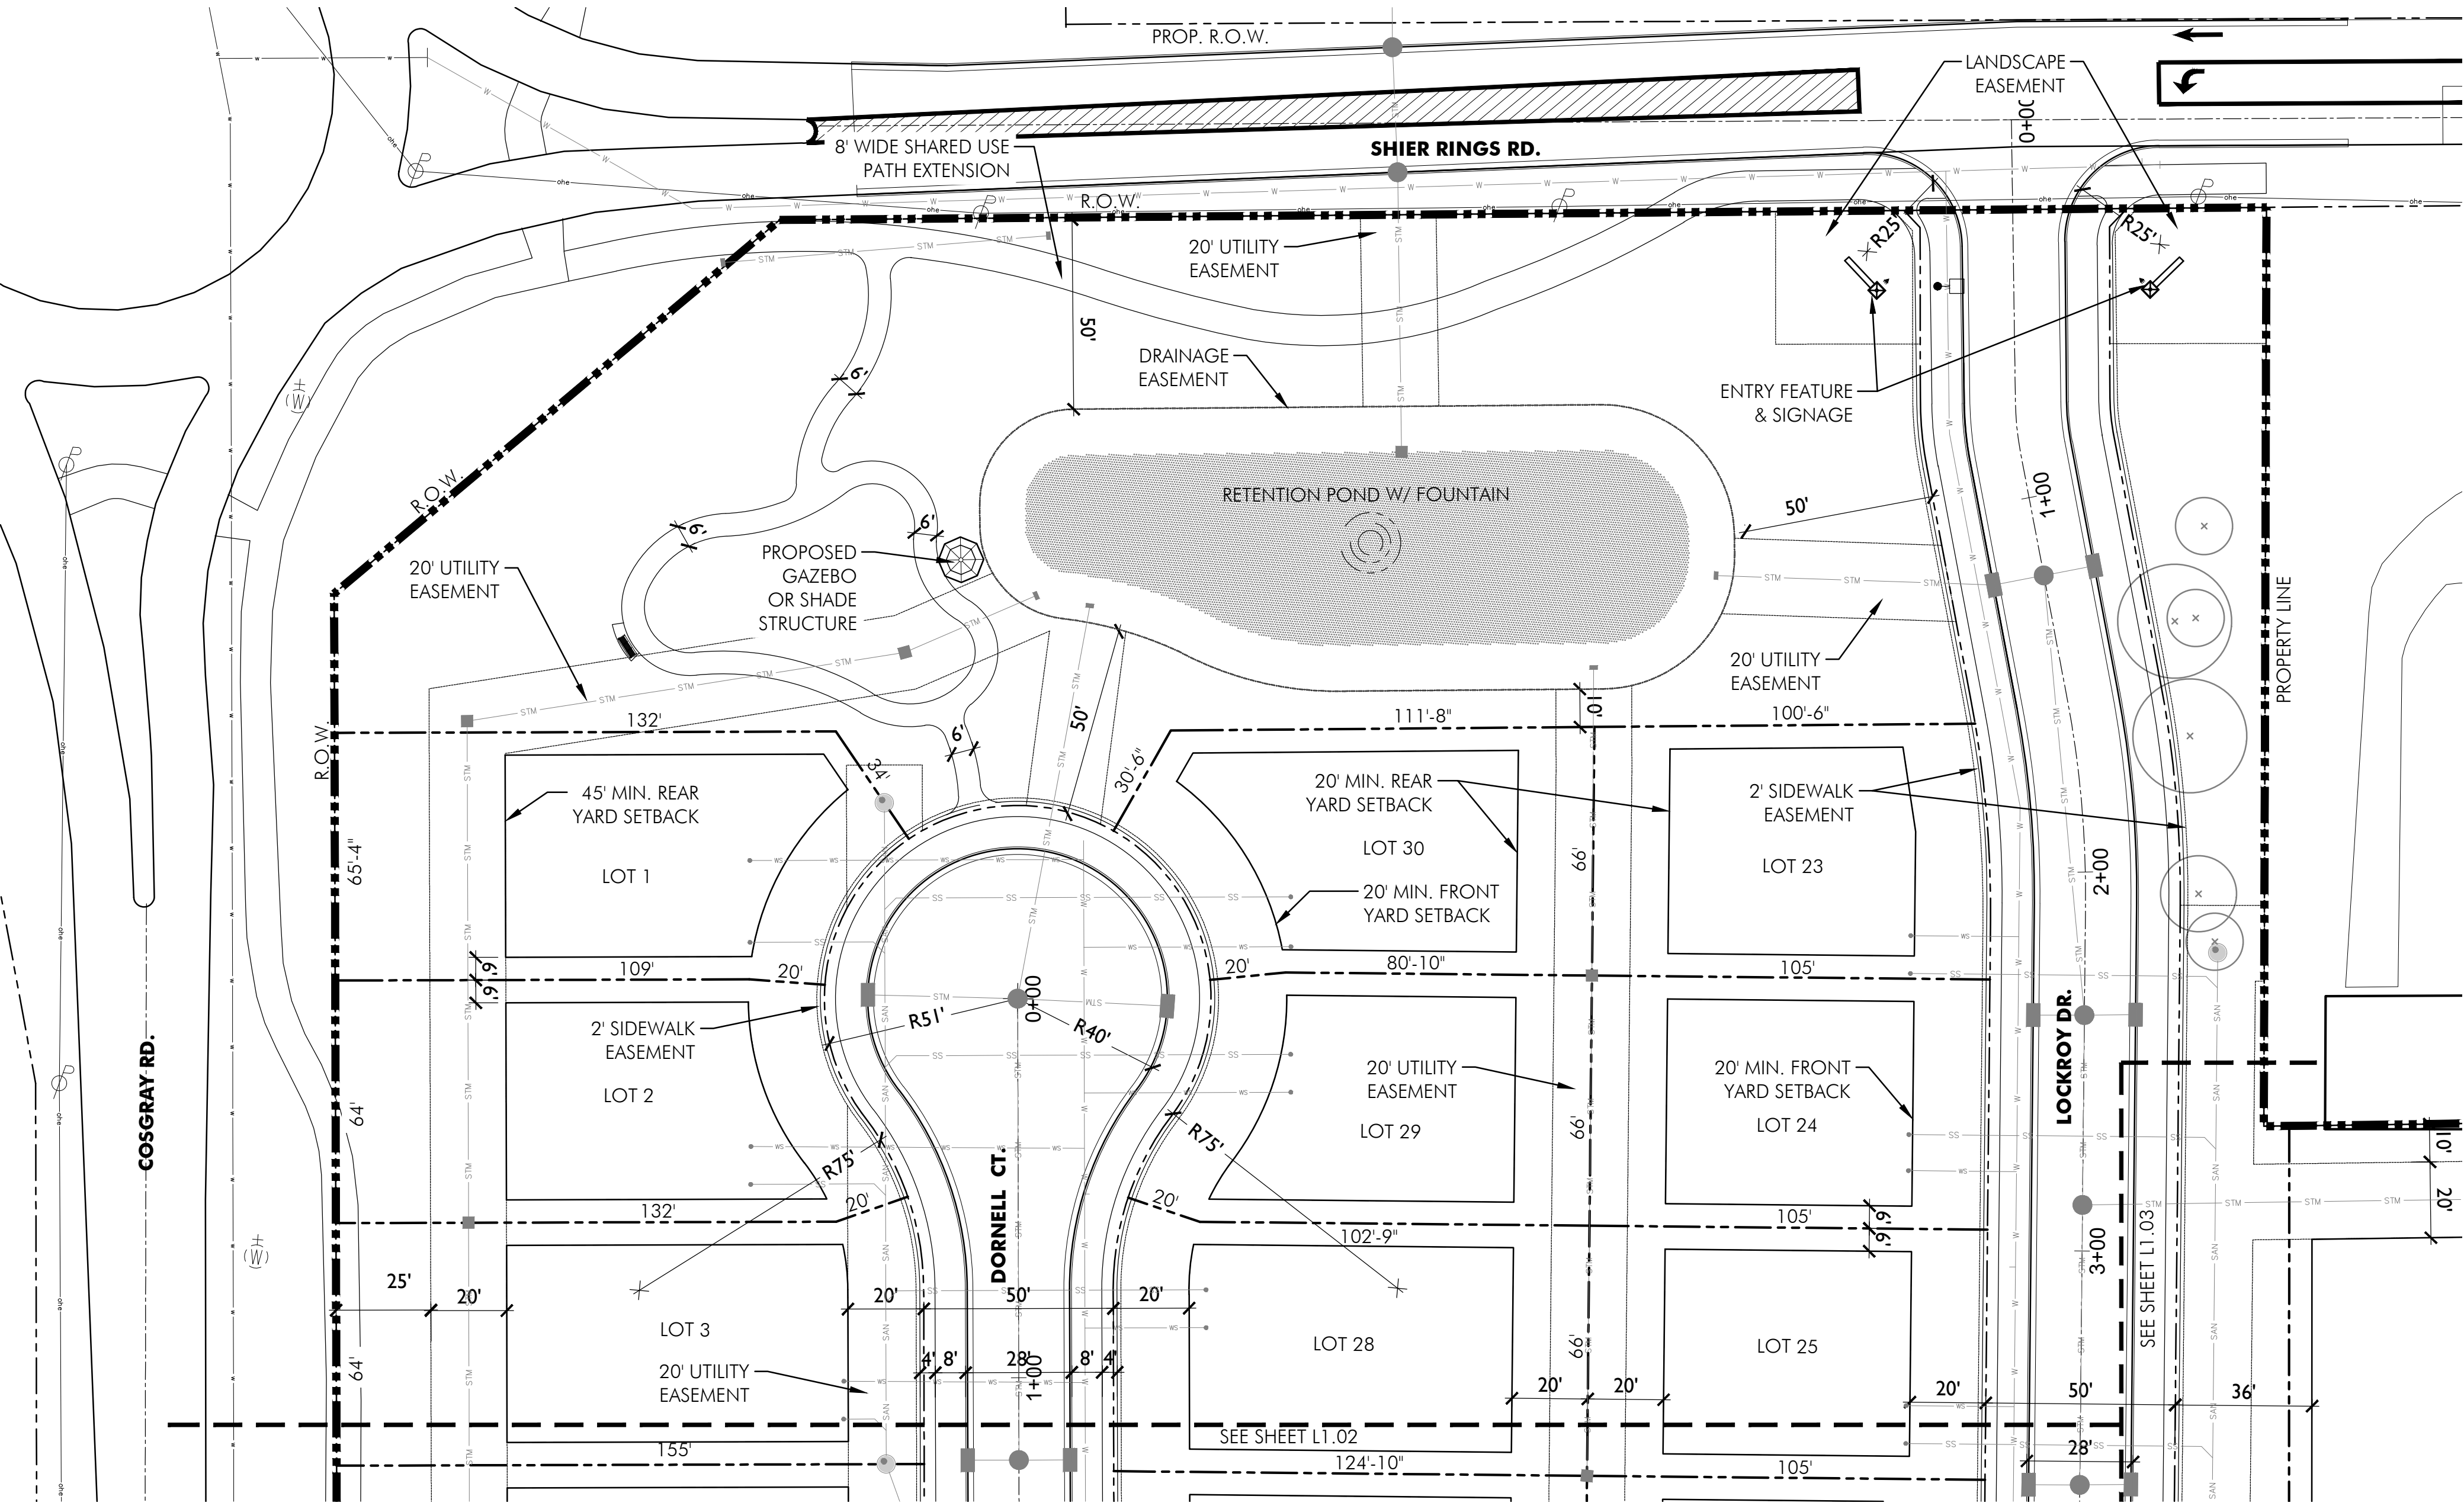 PROP. R.O.W.
LANDSCAPE
EASEMENT
0+00
8' WIDE SHARED USE
PATH EXTENSION
SHIER RINGS RD.
R.O.W.
20' UTILITY
EASEMENT
R25'
R25'
50'
DRAINAGE
EASEMENT
ENTRY FEATURE
& SIGNAGE
6'
R.O.W.
RETENTION POND W/ FOUNTAIN
50'
1+00
6'
6'
PROPOSED
GAZEBO
OR SHADE
STRUCTURE
20' UTILITY
EASEMENT
PROPERTY LINE
20' UTILITY
EASEMENT
R.O.W.
132'
34'
6'
50'
30'-6"
111'-8"
10'
100'-6"
45' MIN. REAR
YARD SETBACK
LOT 1
65'-4"
20' MIN. REAR
YARD SETBACK
LOT 30
20' MIN. FRONT
YARD SETBACK
66'
2' SIDEWALK
EASEMENT
LOT 23
2+00
109'
20'
6'
6'
20'
80'-10"
105'
0+00
R51'
R40'
2' SIDEWALK
EASEMENT
LOT 2
64'
COSGRAY RD.
20' UTILITY
EASEMENT
LOT 29
66'
20' MIN. FRONT
YARD SETBACK
LOT 24
LOCKROY DR.
R75'
R75'
DORNELL CT.
132'
20'
20'
102'-9"
105'
6'
6'
10'
20'
3+00
SEE SHEET L1.03
25'
20'
20'
50'
20'
LOT 3
LOT 28
66'
LOT 25
64'
20' UTILITY
EASEMENT
4'
8'
28'
8'
4'
1+00
20'
20'
20'
50'
36'
SEE SHEET L1.02
155'
124'-10"
105'
28'